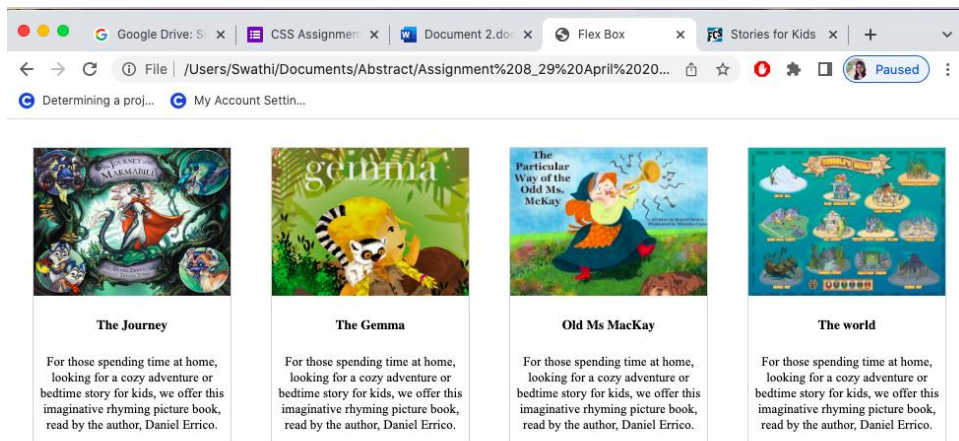 Google Drive: Si
CSS Assignmen
Document 2.doc
Flex Box
Stories for Kids
File | /Users/Swathi/Documents/Abstract/Assignment%208_29%20April%2020...
Paused
Determining a proj...
My Account Settin...
MARMABILL
gemma
The
Particular
Way of the
Odd Ms.
McKay
The Journey
The Gemma
Old Ms MacKay
The world
For those spending time at home,
looking for a cozy adventure or
bedtime story for kids, we offer this
imaginative rhyming picture book,
read by the author, Daniel Errico.
For those spending time at home,
looking for a cozy adventure or
bedtime story for kids, we offer this
imaginative rhyming picture book,
read by the author, Daniel Errico.
For those spending time at home,
looking for a cozy adventure or
bedtime story for kids, we offer this
imaginative rhyming picture book,
read by the author, Daniel Errico.
For those spending time at home,
looking for a cozy adventure or
bedtime story for kids, we offer this
imaginative rhyming picture book,
read by the author, Daniel Errico.